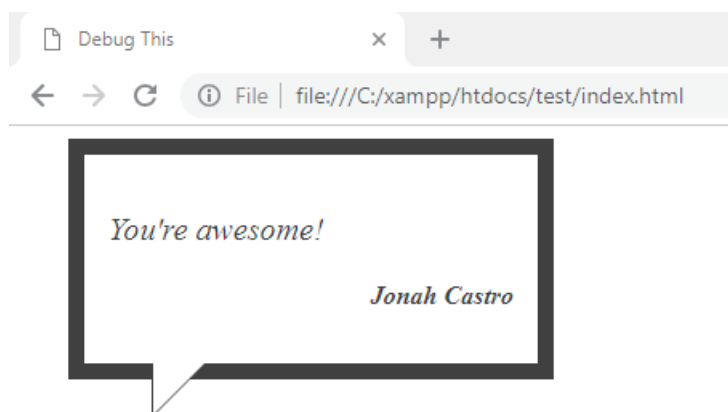 Debug This
File | file:///C:/xampp/htdocs/test/index.html
You're awesome!
Jonah Castro